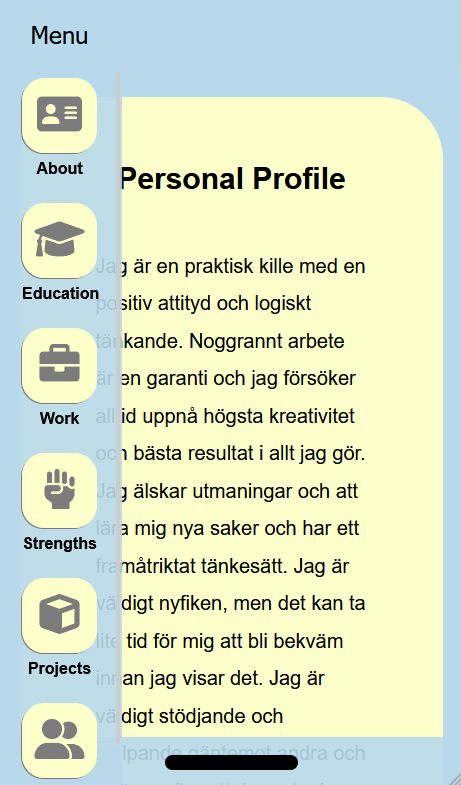 Menu
About
Education
Work
Strengths
Projects
Personal Profile
Jag är en praktisk kille med en
positiv attityd och logiskt
tänkande. Noggrannt arbete
är en garanti och jag försöker
alltid uppnå högsta kreativitet
och bästa resultat i allt jag gör.
Jag älskar utmaningar och att
lära mig nya saker och har ett
framåtriktat tänkesätt. Jag är
väldigt nyfiken, men det kan ta
lite tid för mig att bli bekväm
innan jag visar det. Jag är
väldigt stödjande och
hjälpande gäntemot andra och